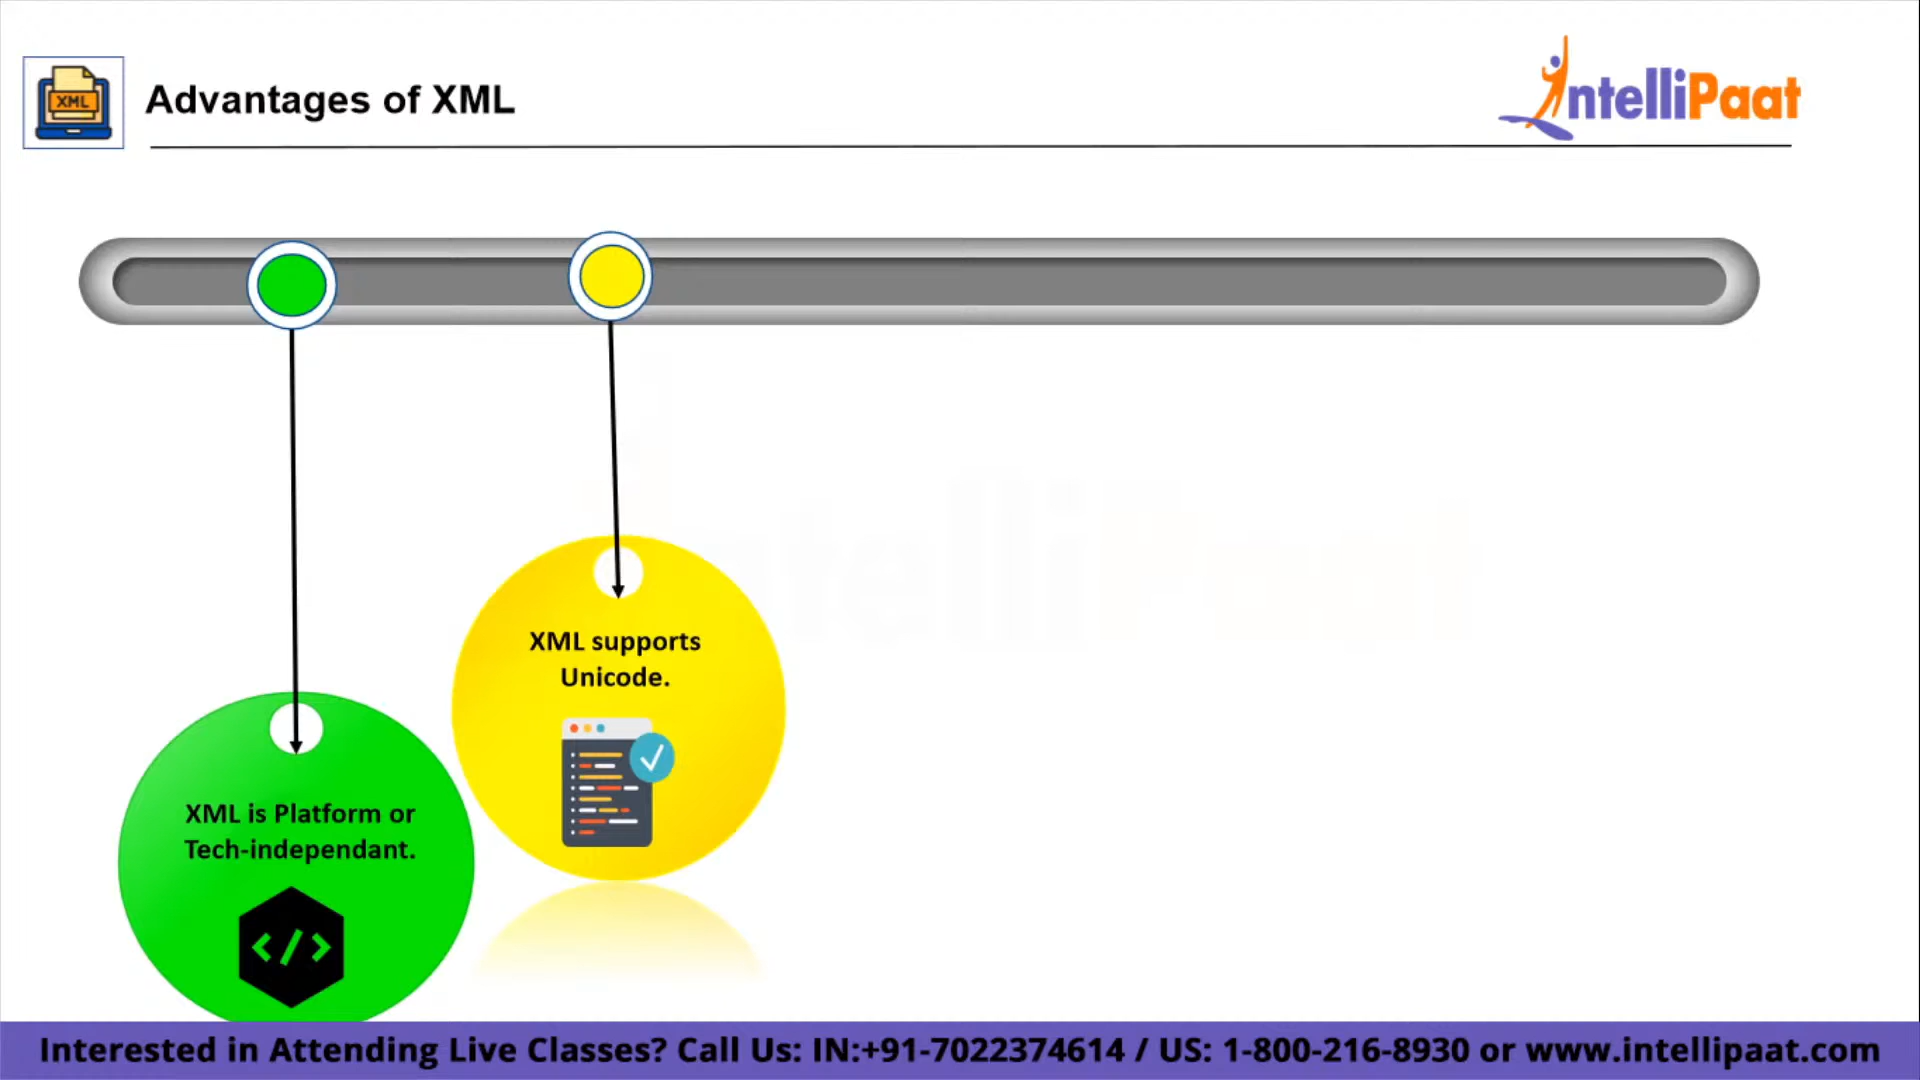 XML
Advantages of XML
IntelliPaat
XML supports
Unicode.
XML is Platform or
Tech-independant.
</>
Interested in Attending Live Classes? Call Us: IN:+91-7022374614 / US: 1-800-216-8930 or www.intellipaat.com